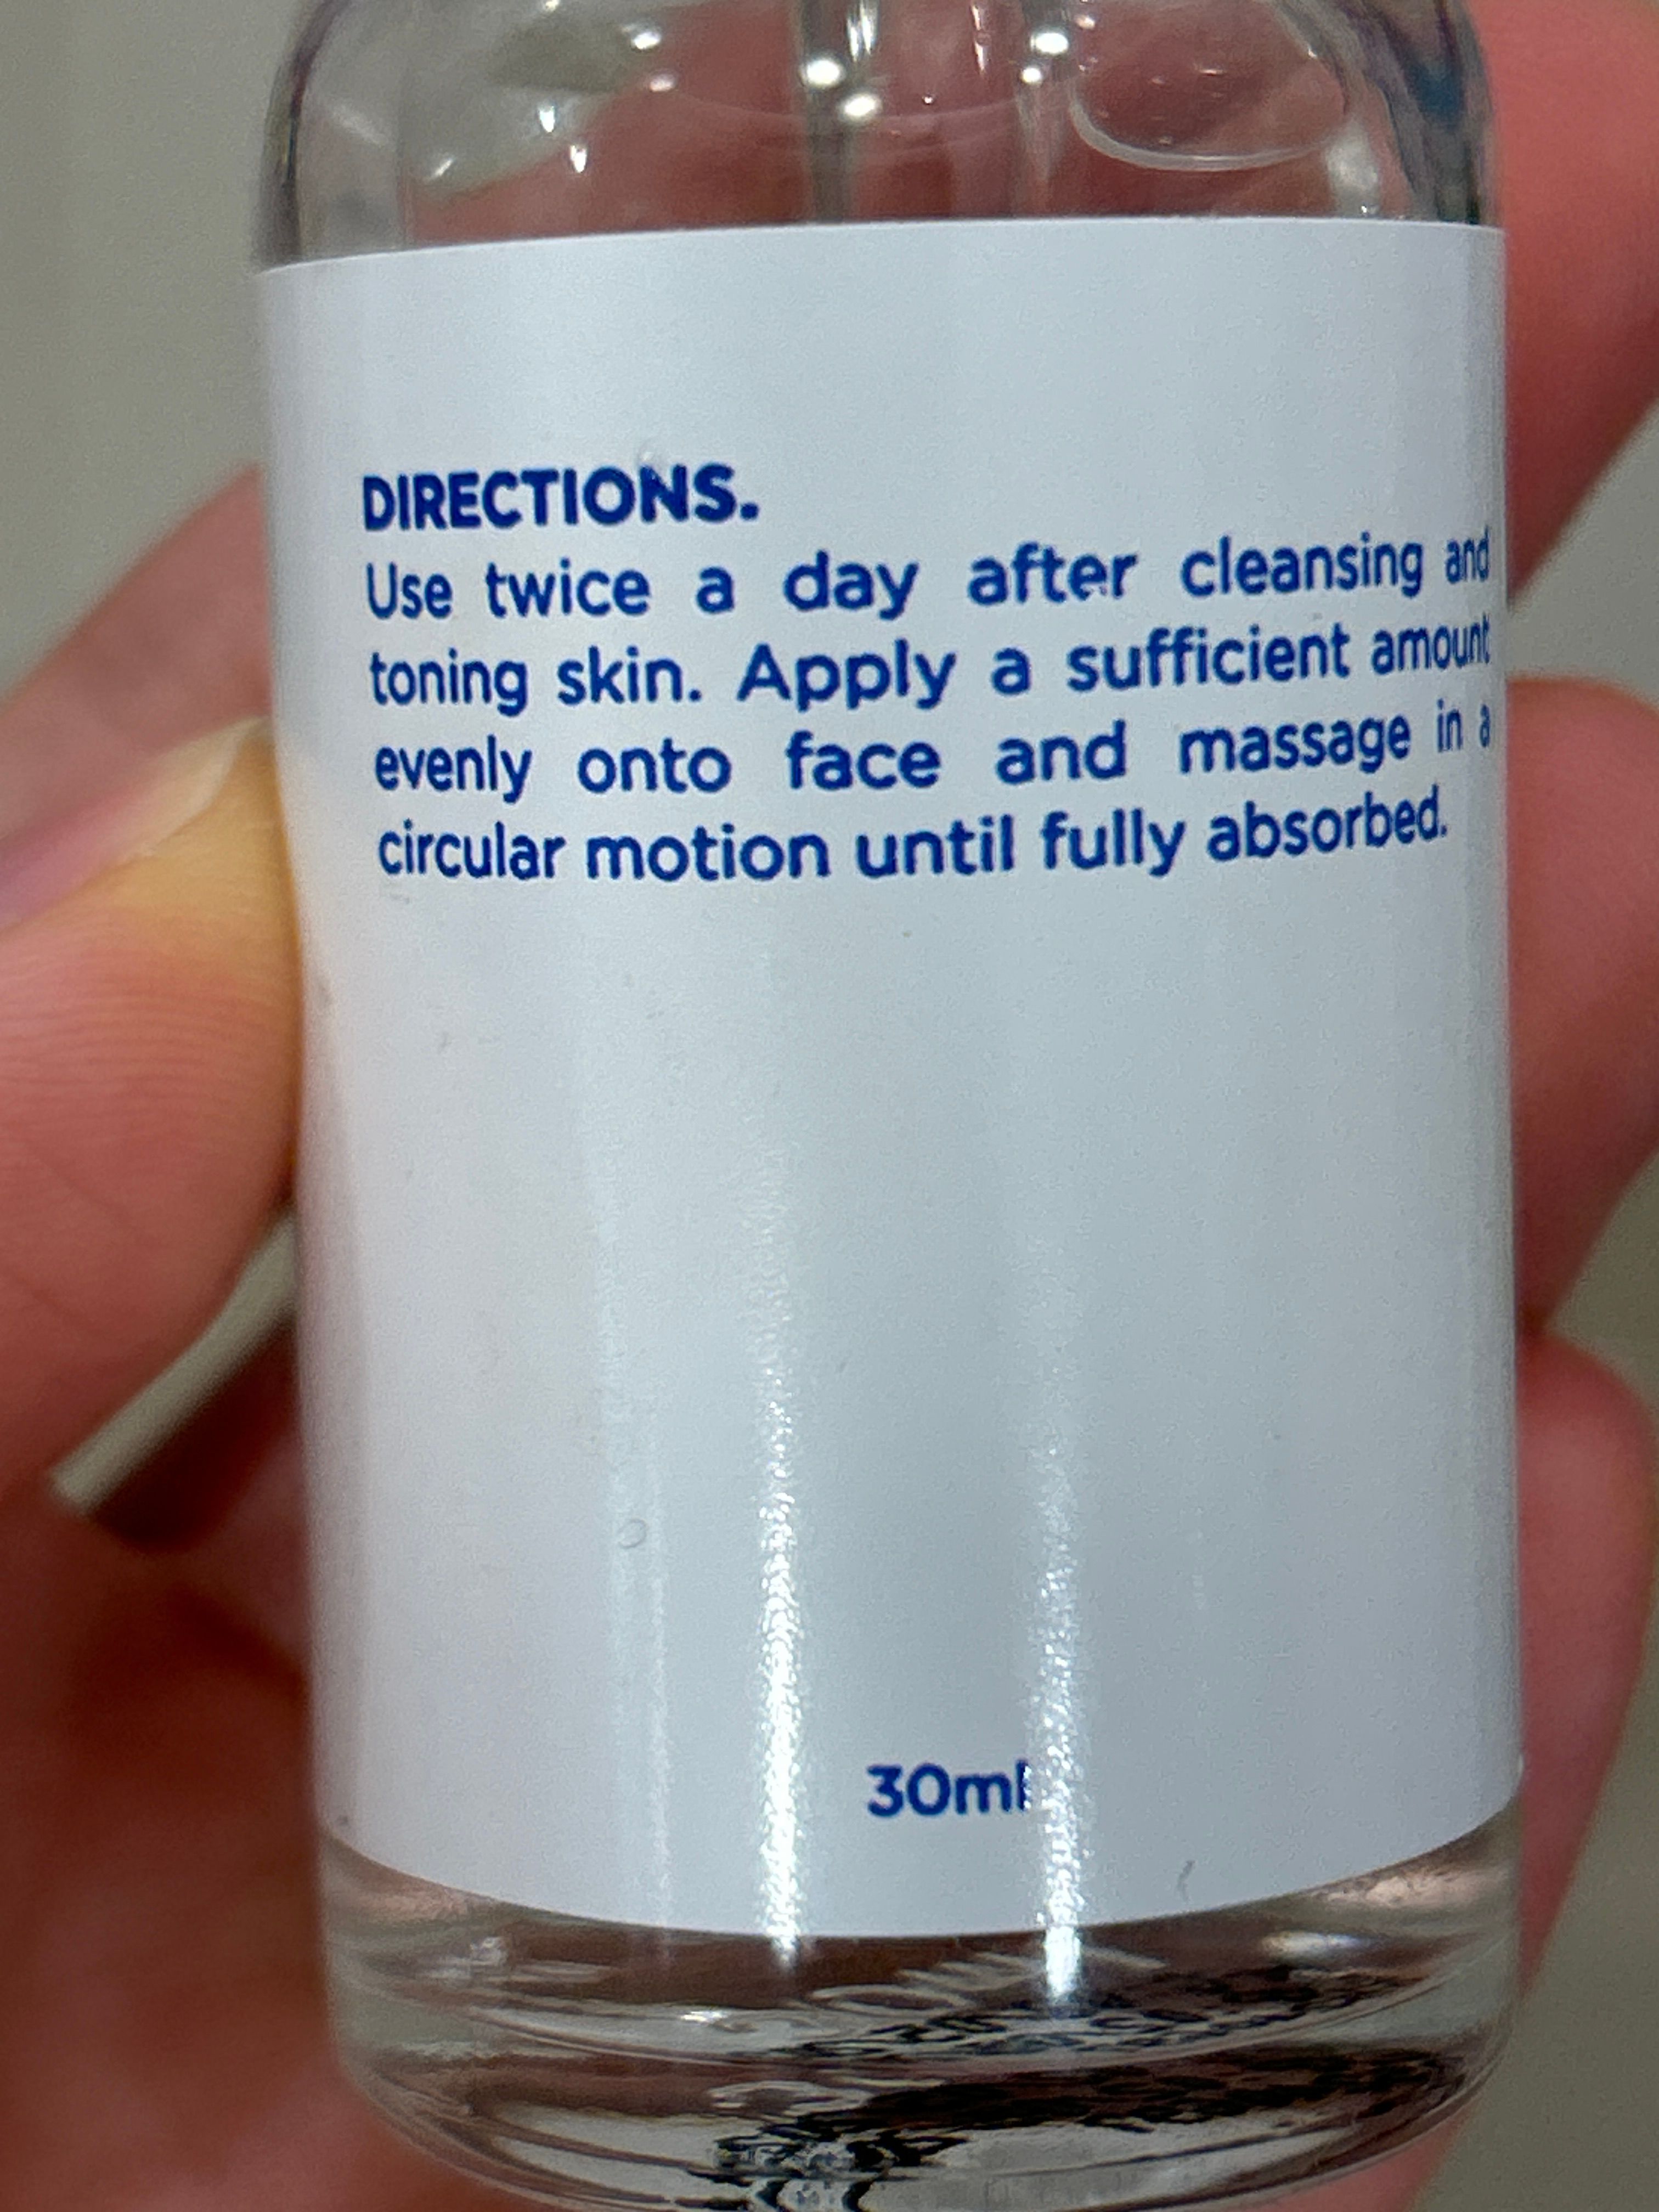 DIRECTIONS.
Use twice a day after cleansing and
toning skin. Apply a sufficient amount
evenly onto face and massage in a
circular motion until fully absorbed.
30ml